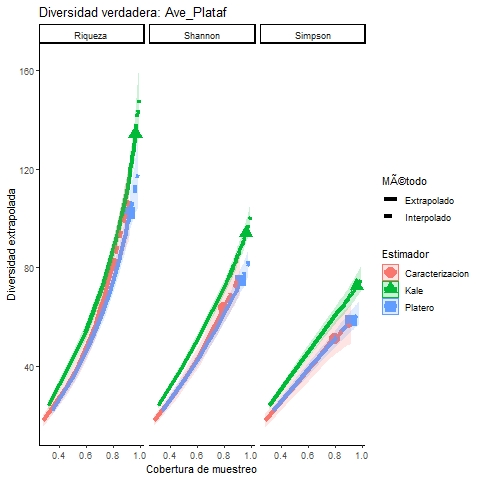 Diversidad verdadera: Ave_Plataf
Riqueza
Shannon
Simpson
160
120
80
40
Diversidad extrapolada
0.4 0.6 0.8 1.0
0.4 0.6 0.8 1.0
0.4 0.6 0.8 1.0
Cobertura de muestreo
MÃ©todo
Extrapolado
Interpolado
Estimador
Caracterizacion
Kale
Platero